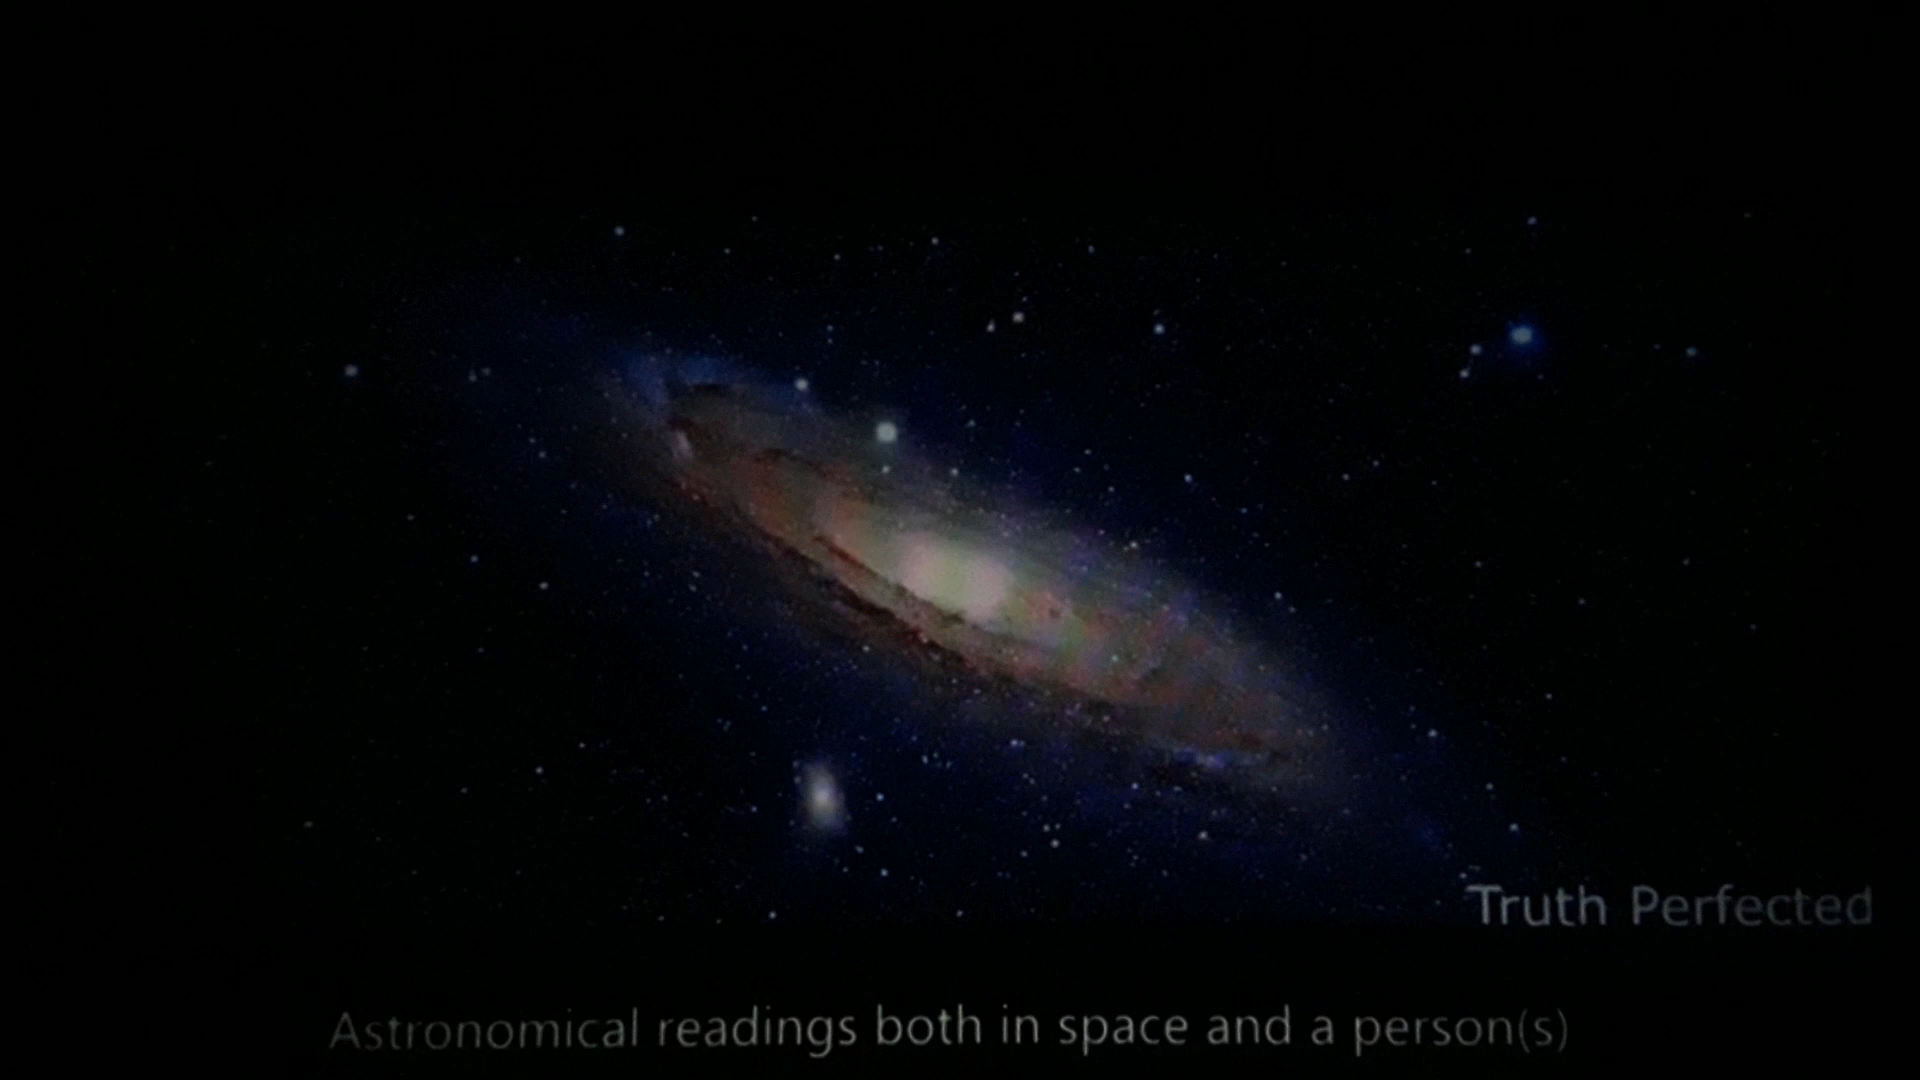 Truth Perfected
Astronomical readings both in space and a person(s)